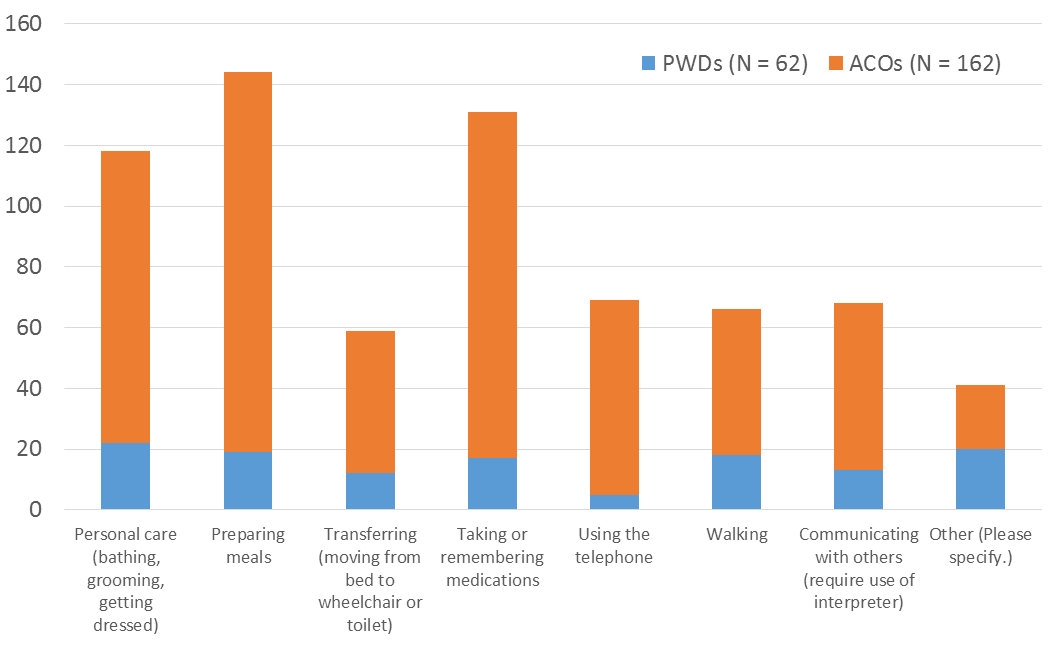 160
PWDs (N = 62) ACOs (N = 162)
140
120
100
80
60
40
20
0
Personal care
(bathing,
grooming,
getting
dressed)
Preparing
meals
Transferring
(moving from
bed to
wheelchair or
toilet)
Taking or
remembering
medications
Using the
telephone
Walking
Communicating
with others
(require use of
interpreter)
Other (Please
specify.)